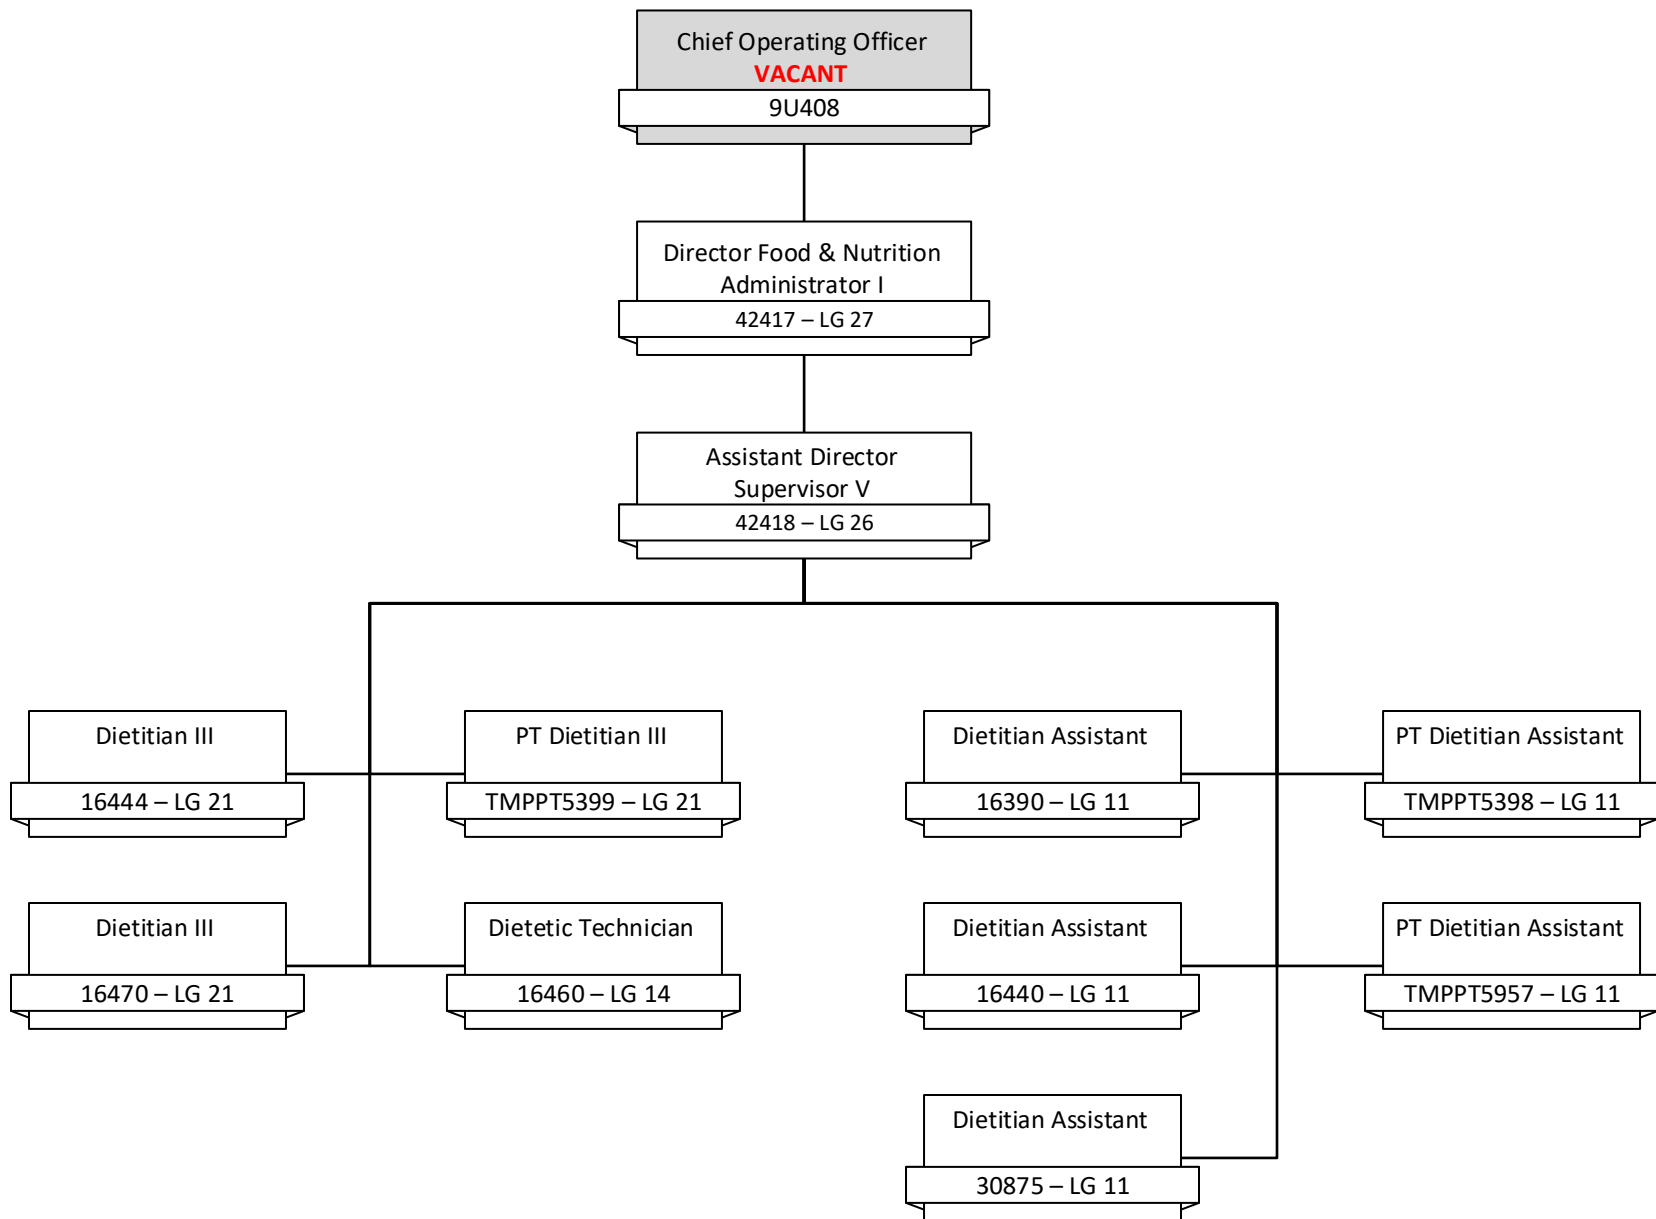 Chief Operating Officer
VACANT
9U408
Director Food & Nutrition
Administrator I
42417 – LG 27
Assistant Director
Supervisor V
42418 – LG 26
Dietitian III
16444 – LG 21
PT Dietitian III
TMPPT5399 – LG 21
Dietitian Assistant
16390 – LG 11
PT Dietitian Assistant
TMPPT5398 – LG 11
Dietitian III
16470 – LG 21
Dietetic Technician
16460 – LG 14
Dietitian Assistant
16440 – LG 11
PT Dietitian Assistant
TMPPT5957 – LG 11
Dietitian Assistant
30875 – LG 11